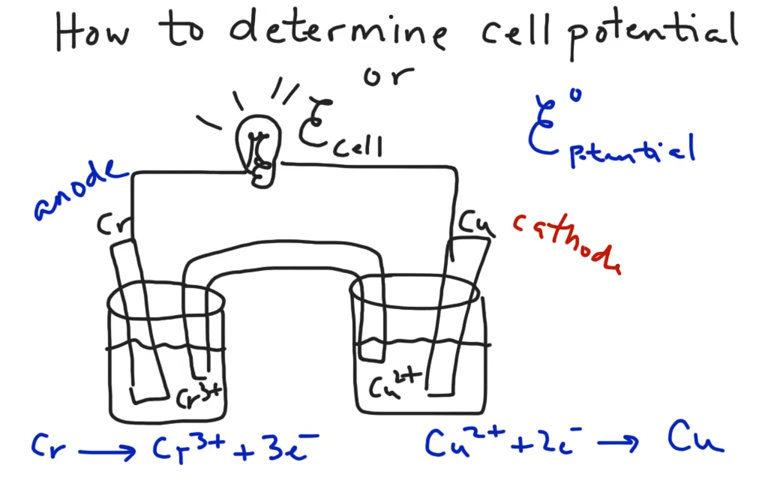 How to determine cell potential
or
Ɛcell
Ɛ° potential
anode
Cr
Cu
cathode
Cr³⁺
Cu²⁺
Cr → Cr³⁺ + 3e⁻
Cu²⁺ + 2e⁻ → Cu